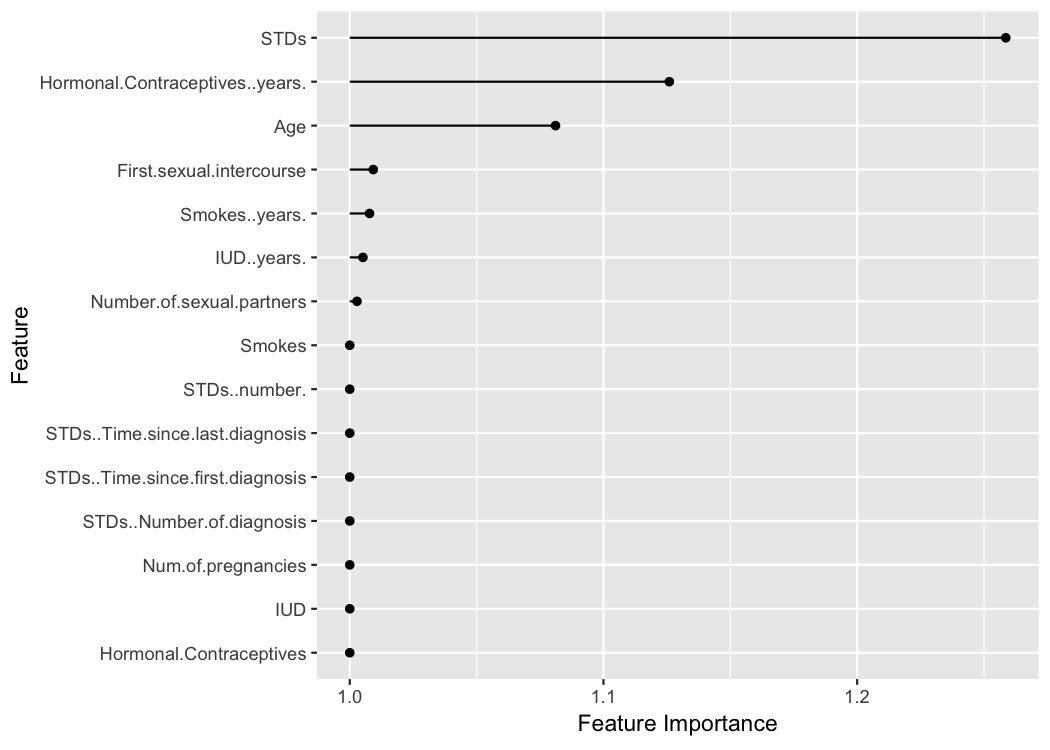 STDs
Hormonal.Contraceptives..years.
Age
First.sexual.intercourse
Smokes..years.
IUD..years.
Number.of.sexual.partners
Smokes
STDs..number.
STDs..Time.since.last.diagnosis
STDs..Time.since.first.diagnosis
STDs..Number.of.diagnosis
Num.of.pregnancies
IUD
Hormonal.Contraceptives
Feature
1.0 1.1 1.2
Feature Importance